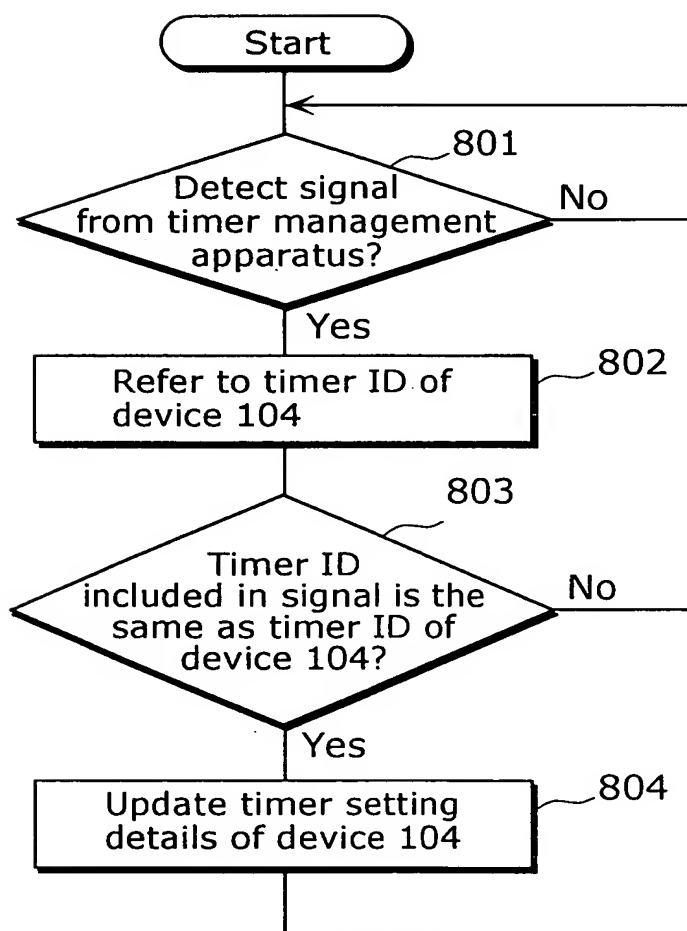 Start
801
Detect signal
from timer management
apparatus?
No
Yes
802
Refer to timer ID of
device 104
803
Timer ID
included in signal is the
same as timer ID of
device 104?
No
Yes
804
Update timer setting
details of device 104